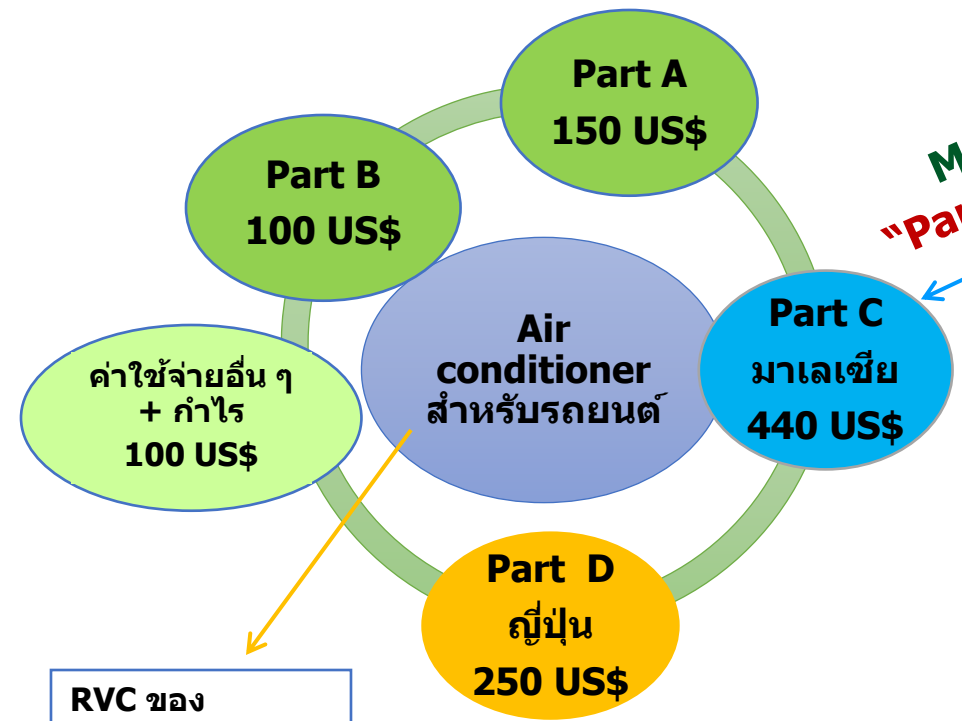 Part A
150 US$
Part B
100 US$
Air
conditioner
สำหรับรถยนต์
Part C
มาเลเซีย
440 US$
ค่าใช้จ่ายอื่น ๆ
+ กำไร
100 US$
Part D
ญี่ปุ่น
250 US$
RVC ของ